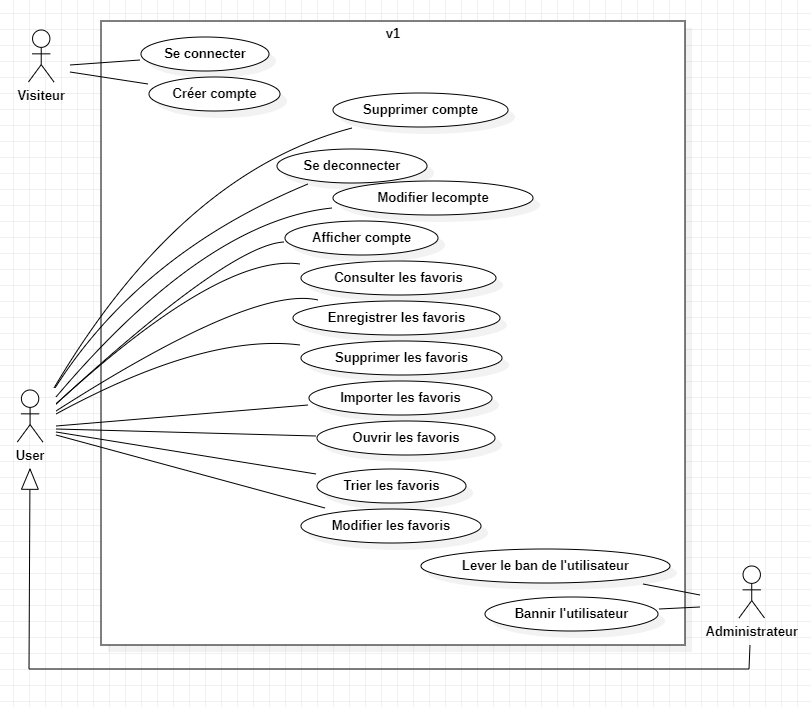 v1
Se connecter
Visiteur
Créer compte
Supprimer compte
Se deconnecter
Modifier lecompte
Afficher compte
Consulter les favoris
Enregistrer les favoris
Supprimer les favoris
Importer les favoris
Ouvrir les favoris
User
Trier les favoris
Modifier les favoris
Lever le ban de l'utilisateur
Bannir l'utilisateur
Administrateur